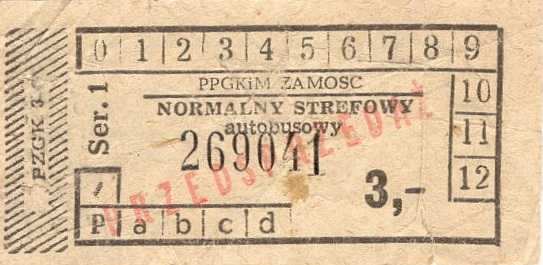 0 1 2 3 4 5 6 7 8 9
PPGKiM ZAMOSC
10
NORMALNY STREFOWY
autobusowy
11
269041
12
3,-
PRZEDSPRZEDAŻ
Ser. 1
PZGK 3
P a b c d